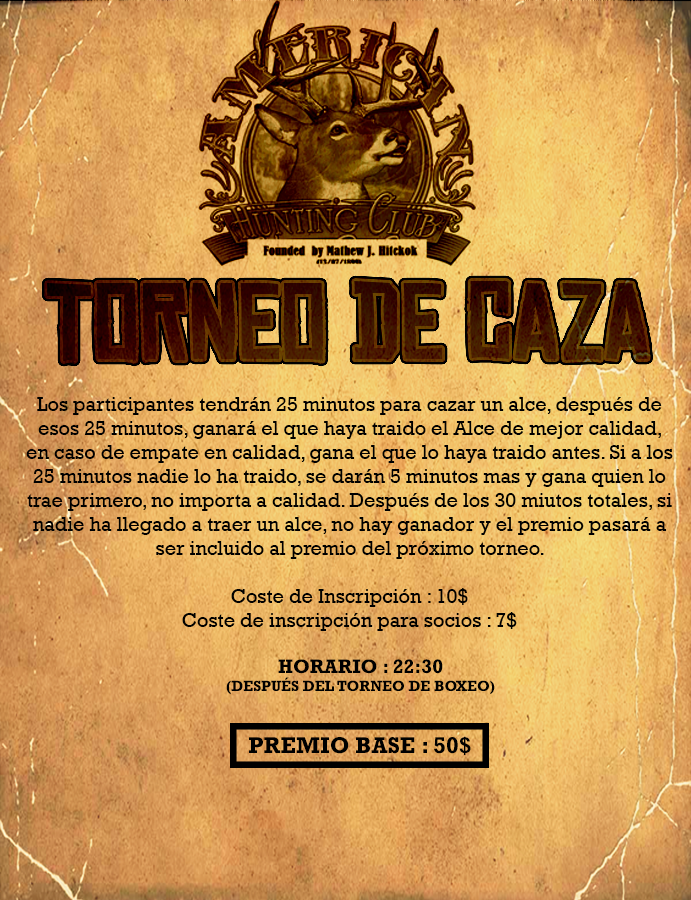 AMERICAN
HUNTING CLUB
Founded by Mathew J. Hitckok
TORNEO DE CAZA
Los participantes tendrán 25 minutos para cazar un alce, después de
esos 25 minutos, ganará el que haya traido el Alce de mejor calidad,
en caso de empate en calidad, gana el que lo haya traido antes. Si a los
25 minutos nadie lo ha traido, se darán 5 minutos mas y gana quien lo
trae primero, no importa a calidad. Después de los 30 miutos totales, si
nadie ha llegado a traer un alce, no hay ganador y el premio pasará a
ser incluido al premio del próximo torneo.
Coste de Inscripción : 10$
Coste de inscripción para socios : 7$
HORARIO : 22:30
(DESPUÉS DEL TORNEO DE BOXEO)
PREMIO BASE : 50$